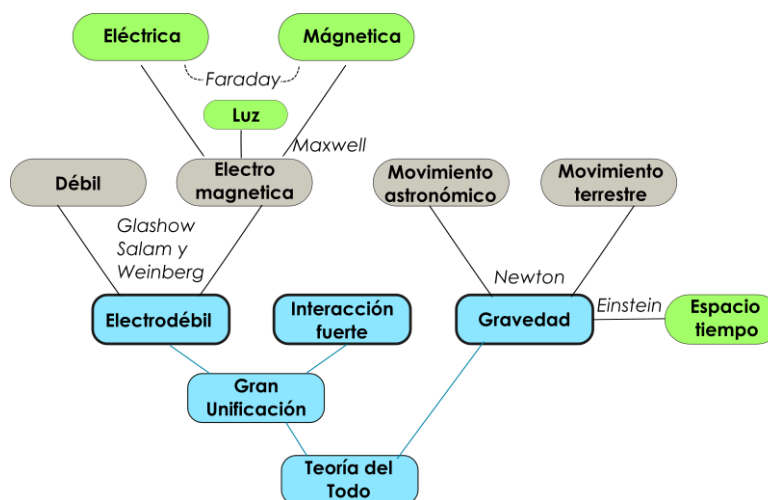 Eléctrica
Mágnetica
Faraday
Luz
Maxwell
Débil
Electro
magnetica
Movimiento
astronómico
Movimiento
terrestre
Glashow
Salam y
Weinberg
Newton
Einstein
Electrodébil
Interacción
fuerte
Gravedad
Espacio
tiempo
Gran
Unificación
Teoría del
Todo